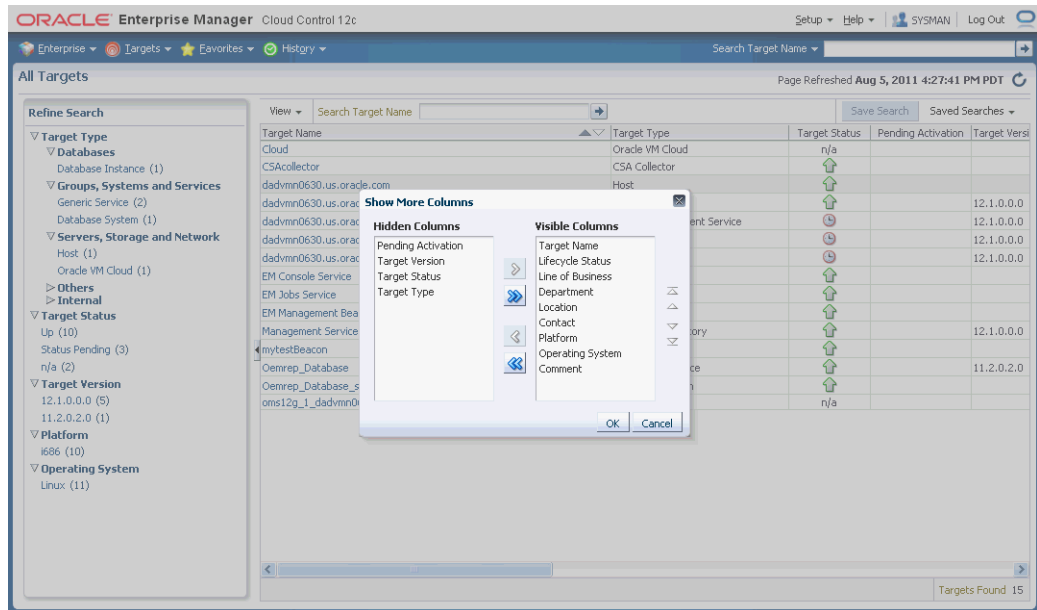 ORACLE Enterprise Manager Cloud Control 12c
Setup Help SYSMAN Log Out
Enterprise Targets Favorites History Search Target Name
All Targets
Page Refreshed Aug 5, 2011 4:27:41 PM PDT
Refine Search
Target Type
Databases
Database Instance (1)
Groups, Systems and Services
Generic Service (2)
Database System (1)
Servers, Storage and Network
Host (1)
Oracle VM Cloud (1)
Others
Internal
Target Status
Up (10)
Status Pending (3)
n/a (2)
Target Version
12.1.0.0.0 (5)
11.2.0.2.0 (1)
Platform
i686 (10)
Operating System
Linux (11)
View Search Target Name Save Search Saved Searches
Target Name Target Type Target Status Pending Activation Target Versi
Cloud Oracle VM Cloud n/a
CSAcollector CSA Collector
dadvmn0630.us.oracle.com Host
dadvmn0630.us.orac 12.1.0.0.0
dadvmn0630.us.orac ent Service 12.1.0.0.0
dadvmn0630.us.orac 12.1.0.0.0
dadvmn0630.us.orac 12.1.0.0.0
EM Console Service
EM Jobs Service
EM Management Bea
Management Service ory 12.1.0.0.0
mytestBeacon
Oemrep_Database ce 11.2.0.2.0
Oemrep_Database_s n
oms12g_1_dadvmn0 n/a
Show More Columns
Hidden Columns
Pending Activation
Target Version
Target Status
Target Type
Visible Columns
Target Name
Lifecycle Status
Line of Business
Department
Location
Contact
Platform
Operating System
Comment
OK Cancel
Targets Found 15